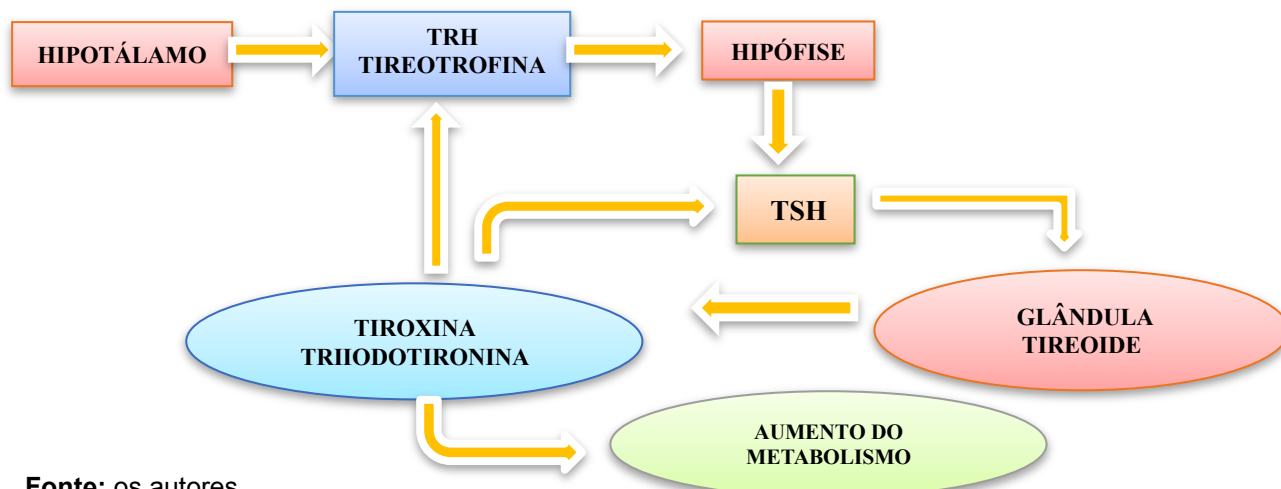 HIPOTÁLAMO
TRH
TIREOTROFINA
HIPÓFISE
TSH
TIROXINA
TRIIODOTIRONINA
GLÂNDULA
TIREOIDE
AUMENTO DO
METABOLISMO
Fonte: os autores